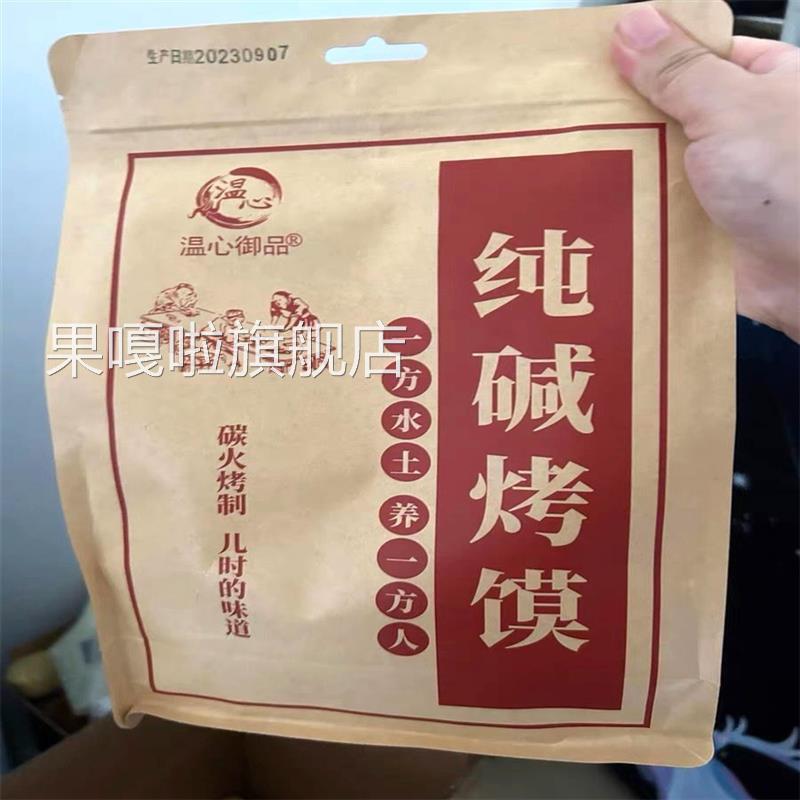 生产日期20230907
温心
温心御品®
果嘎啦旗舰店
纯碱烤馍
一方水土 养一方人
碳火烤制 儿时的味道